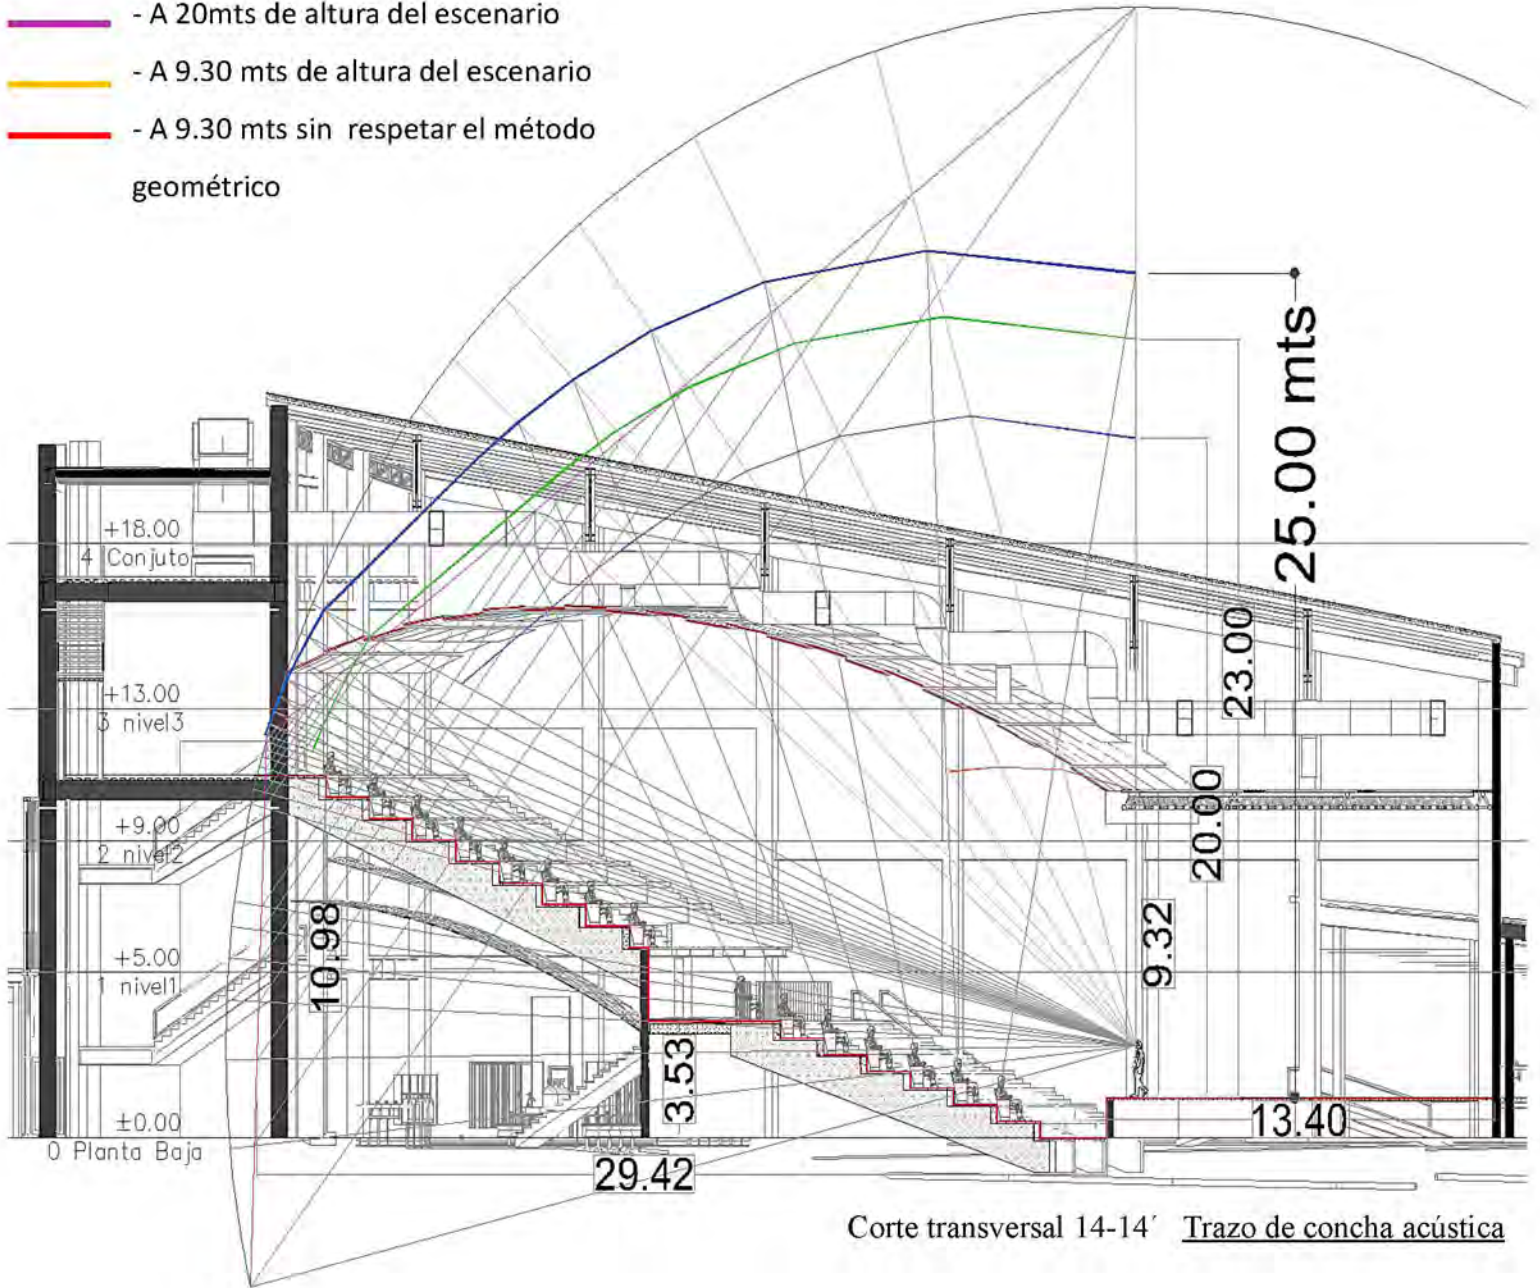 - A 20mts de altura del escenario
- A 9.30 mts de altura del escenario
- A 9.30 mts sin respetar el método
geométrico
25.00 mts
23.00
20.00
+18.00
4 Conjuto
+13.00
3 nivel3
+9.00
2 nivel2
+5.00
1 nivel1
10.98
9.32
3.53
±0.00
0 Planta Baja
13.40
29.42
Corte transversal 14-14´ Trazo de concha acústica